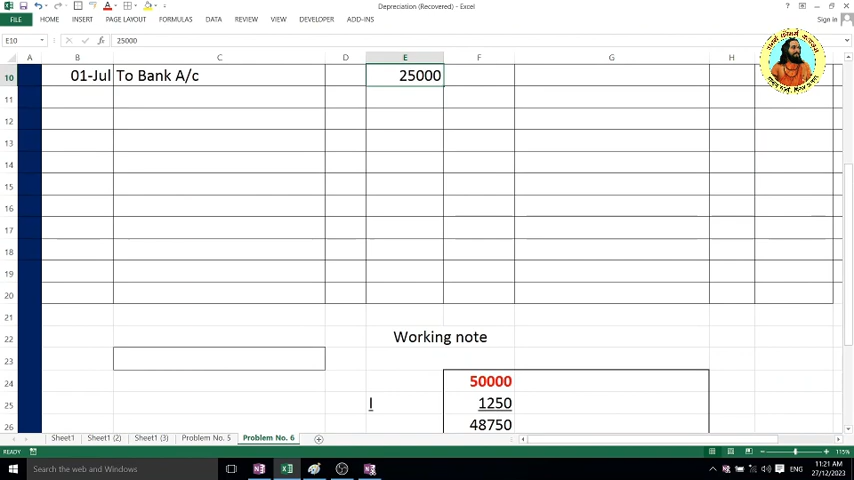 Depreciation (Recovered) - Excel
Sign in
FILE HOME INSERT PAGE LAYOUT FORMULAS DATA REVIEW VIEW DEVELOPER ADD-INS
E10 fx 25000
A B C D E F G H
10 01-Jul To Bank A/c 25000
11
12
13
14
15
16
17
18
19
20
21
22 Working note
23
24 50000
25 I 1250
26 48750
Sheet1 Sheet1 (2) Sheet1 (3) Problem No. 5 Problem No. 6
READY 115%
Search the web and Windows
ENG
11:21 AM
27/12/2023